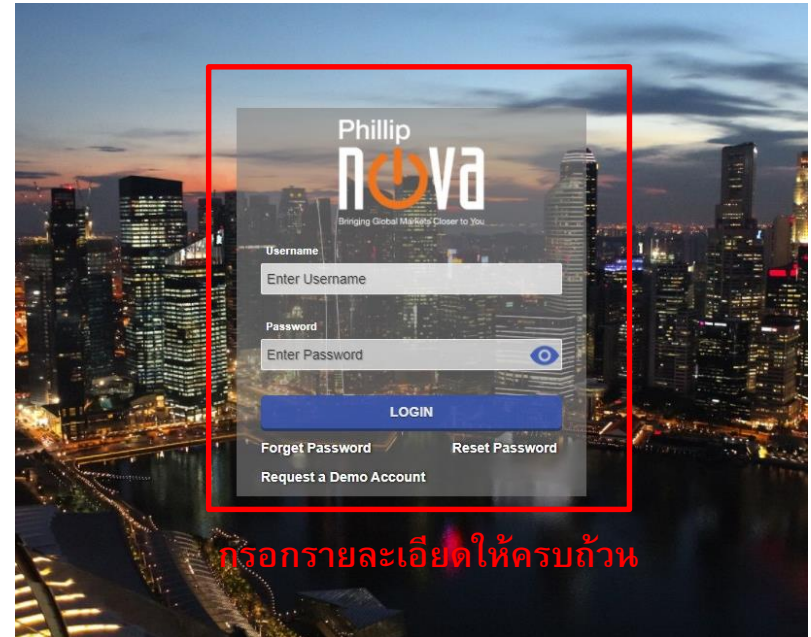 Phillip
nova
Bringing Global Markets Closer to You
Username
Enter Username
Password
Enter Password
LOGIN
Forget Password Reset Password
Request a Demo Account
กรอกรายละเอียดให้ครบถ้วน